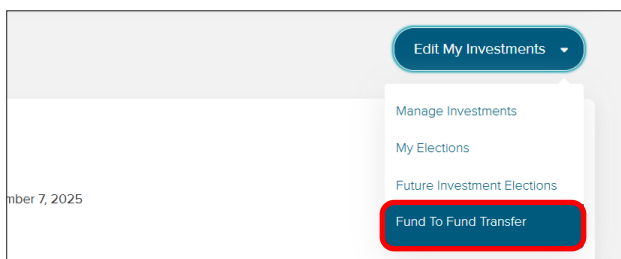 Edit My Investments
Manage Investments
My Elections
Future Investment Elections
mber 7, 2025
Fund To Fund Transfer